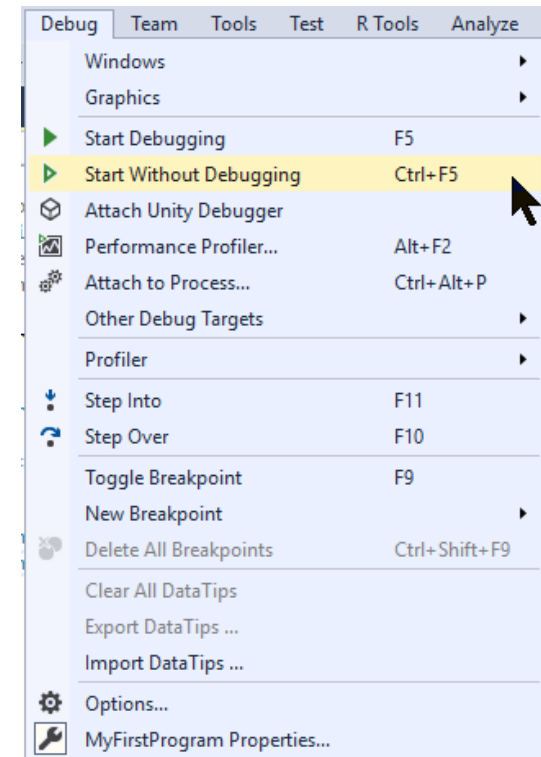 Debug Team Tools Test R Tools Analyze
Windows
Graphics
Start Debugging F5
Start Without Debugging Ctrl+F5
Attach Unity Debugger
Performance Profiler... Alt+F2
Attach to Process... Ctrl+Alt+P
Other Debug Targets
Profiler
Step Into F11
Step Over F10
Toggle Breakpoint F9
New Breakpoint
Delete All Breakpoints Ctrl+Shift+F9
Clear All DataTips
Export DataTips ...
Import DataTips ...
Options...
MyFirstProgram Properties...